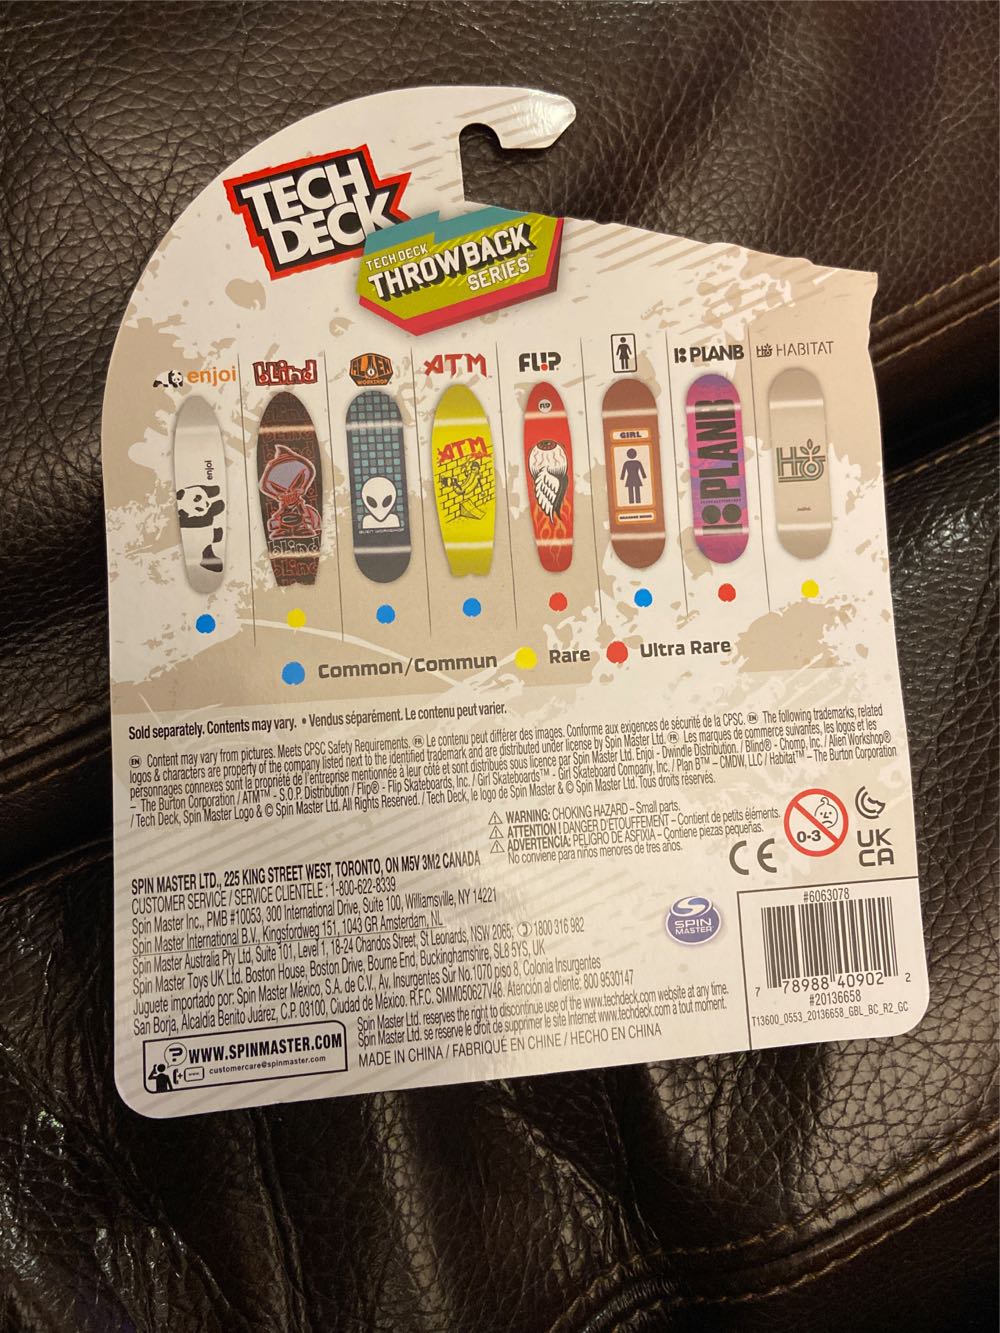 TECH
DECK
TECH DECK
THROWBACK
SERIES™
enjoi
blind
ALIEN
WORKSHOP
ATM
FL!P
PLANB
HABITAT
enjoi
blind
blind
ATM
GIRL
PLANB
Common/Commun
Rare
Ultra Rare
Sold separately. Contents may vary. • Vendus séparément. Le contenu peut varier.
EN Content may vary from pictures. Meets CPSC Safety Requirements. FR Le contenu peut différer des images. Conforme aux exigences de sécurité de la CPSC. EN The following trademarks, related
logos & characters are property of the company listed next to the identified trademark and are distributed under license by Spin Master Ltd. FR Les marques de commerce suivantes, les logos et les
personnages connexes sont la propriété de l'entreprise mentionnée à leur côté et sont distribués sous licence par Spin Master Ltd. Enjoi - Dwindle Distribution. / Blind® - Chomp, Inc. / Alien Workshop®
– The Burton Corporation / ATM™ – S.O.P. Distribution / Flip® - Flip Skateboards, Inc. / Girl Skateboards™ - Girl Skateboard Company, Inc. / Plan B™ – CMDW, LLC / Habitat™ – The Burton Corporation
/ Tech Deck, Spin Master Logo & © Spin Master Ltd. All Rights Reserved. / Tech Deck, le logo de Spin Master & © Spin Master Ltd. Tous droits réservés.
WARNING: CHOKING HAZARD – Small parts.
ATTENTION ! DANGER D'ÉTOUFFEMENT – Contient de petits éléments.
ADVERTENCIA: PELIGRO DE ASFIXIA – Contiene piezas pequeñas.
No conviene para niños menores de tres años.
0-3
CE
UK
CA
SPIN MASTER LTD., 225 KING STREET WEST, TORONTO, ON M5V 3M2 CANADA
CUSTOMER SERVICE / SERVICE CLIENTÈLE : 1-800-622-8339
Spin Master Inc., PMB #10053, 300 International Drive, Suite 100, Williamsville, NY 14221
Spin Master International B.V., Kingsfordweg 151, 1043 GR Amsterdam, NL
Spin Master Australia Pty Ltd, Suite 101, Level 1, 18-24 Chandos Street, St Leonards, NSW 2065; 1800 316 982
Spin Master Toys UK Ltd. Boston House, Boston Drive, Bourne End, Buckinghamshire, SL8 5YS, UK
Juguete importado por: Spin Master México, S.A. de C.V., Av. Insurgentes Sur No.1070 piso 8, Colonia Insurgentes
San Borja, Alcaldía Benito Juárez, C.P. 03100, Ciudad de México. R.F.C. SMM050627V48. Atención al cliente: 800 9530147
SPIN
MASTER
WWW.SPINMASTER.COM
customercare@spinmaster.com
Spin Master Ltd. reserves the right to discontinue use of the www.techdeck.com website at any time.
Spin Master Ltd. se réserve le droit de supprimer le site Internet www.techdeck.com à tout moment.
MADE IN CHINA / FABRIQUÉ EN CHINE / HECHO EN CHINA
#6063078
7 78988 40902 2
#20136658
T13600_0553_20136658_GBL_BC_R2_GC